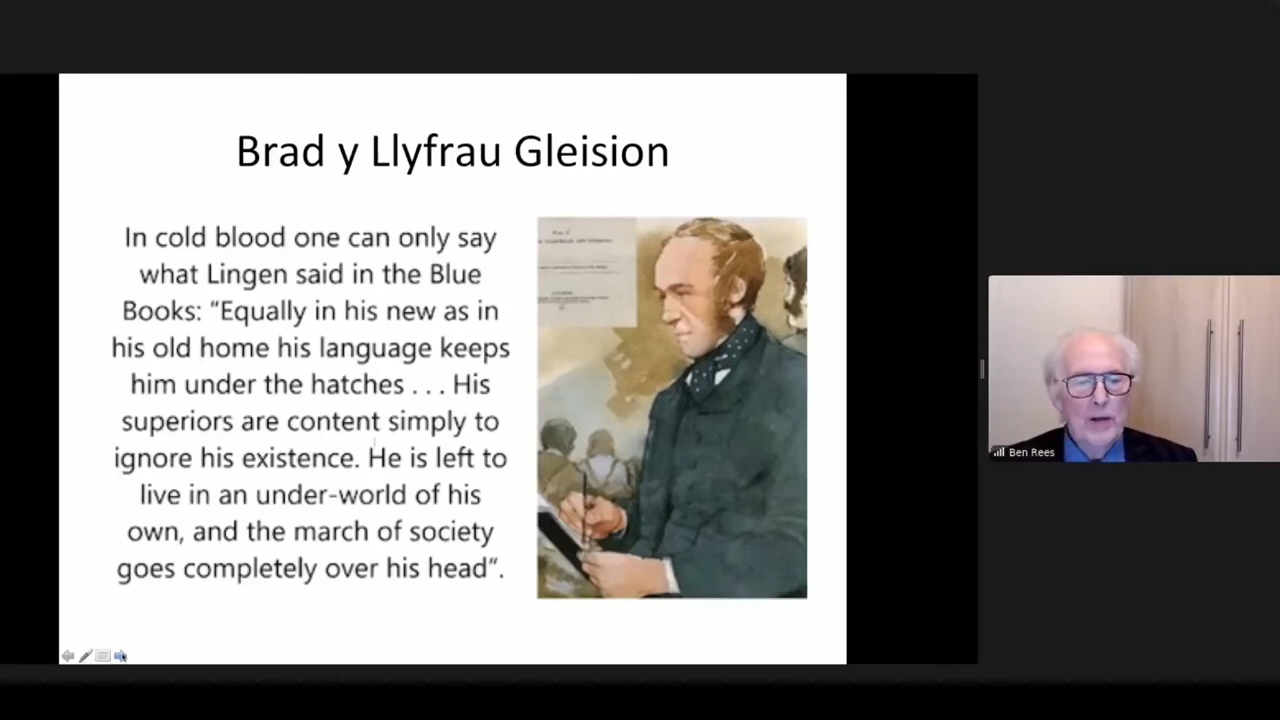 Brad y Llyfrau Gleision
In cold blood one can only say
what Lingen said in the Blue
Books: “Equally in his new as in
his old home his language keeps
him under the hatches . . . His
superiors are content simply to
ignore his existence. He is left to
live in an under-world of his
own, and the march of society
goes completely over his head”.
Ben Rees